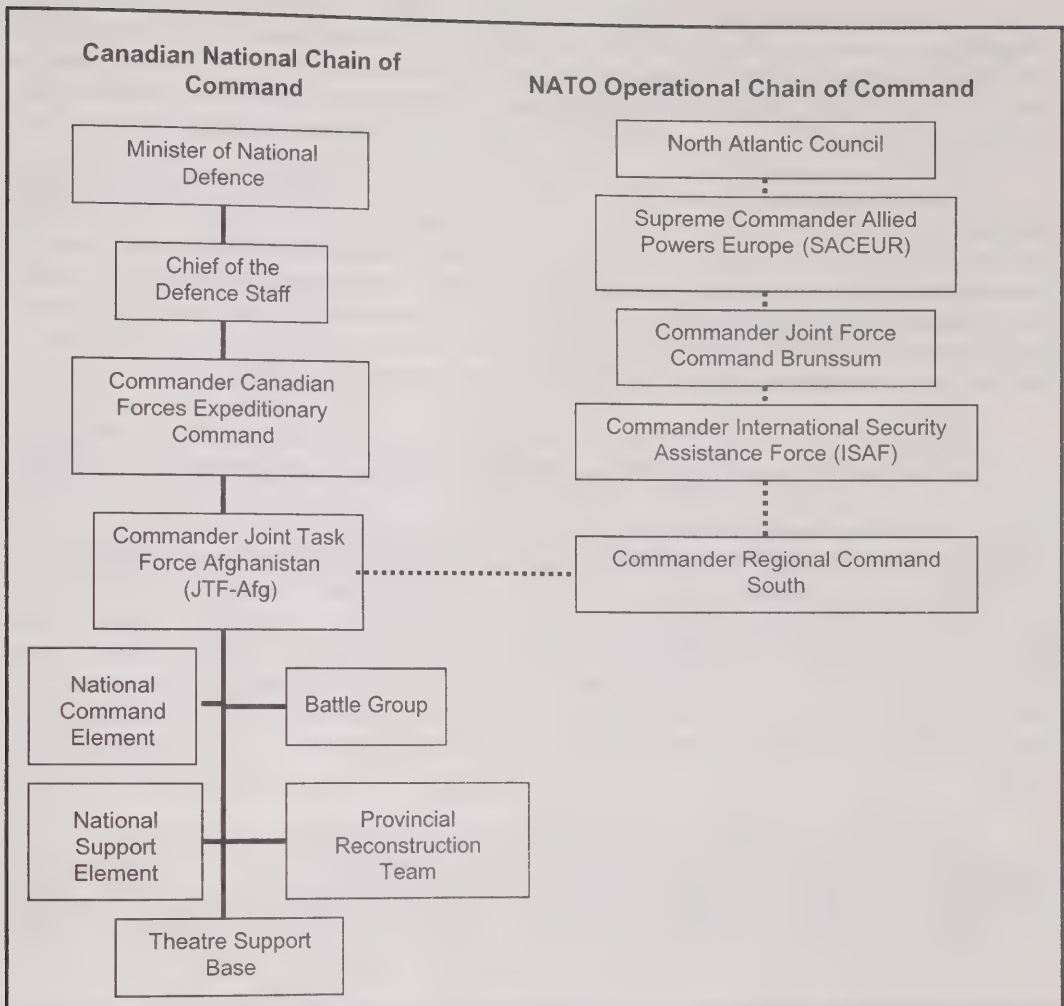 Canadian National Chain of
Command
Minister of National
Defence
Chief of the
Defence Staff
Commander Canadian
Forces Expeditionary
Command
Commander Joint Task
Force Afghanistan
(JTF-Afg)
National
Command
Element
Battle Group
National
Support
Element
Provincial
Reconstruction
Team
Theatre Support
Base
NATO Operational Chain of Command
North Atlantic Council
Supreme Commander Allied
Powers Europe (SACEUR)
Commander Joint Force
Command Brunssum
Commander International Security
Assistance Force (ISAF)
Commander Regional Command
South